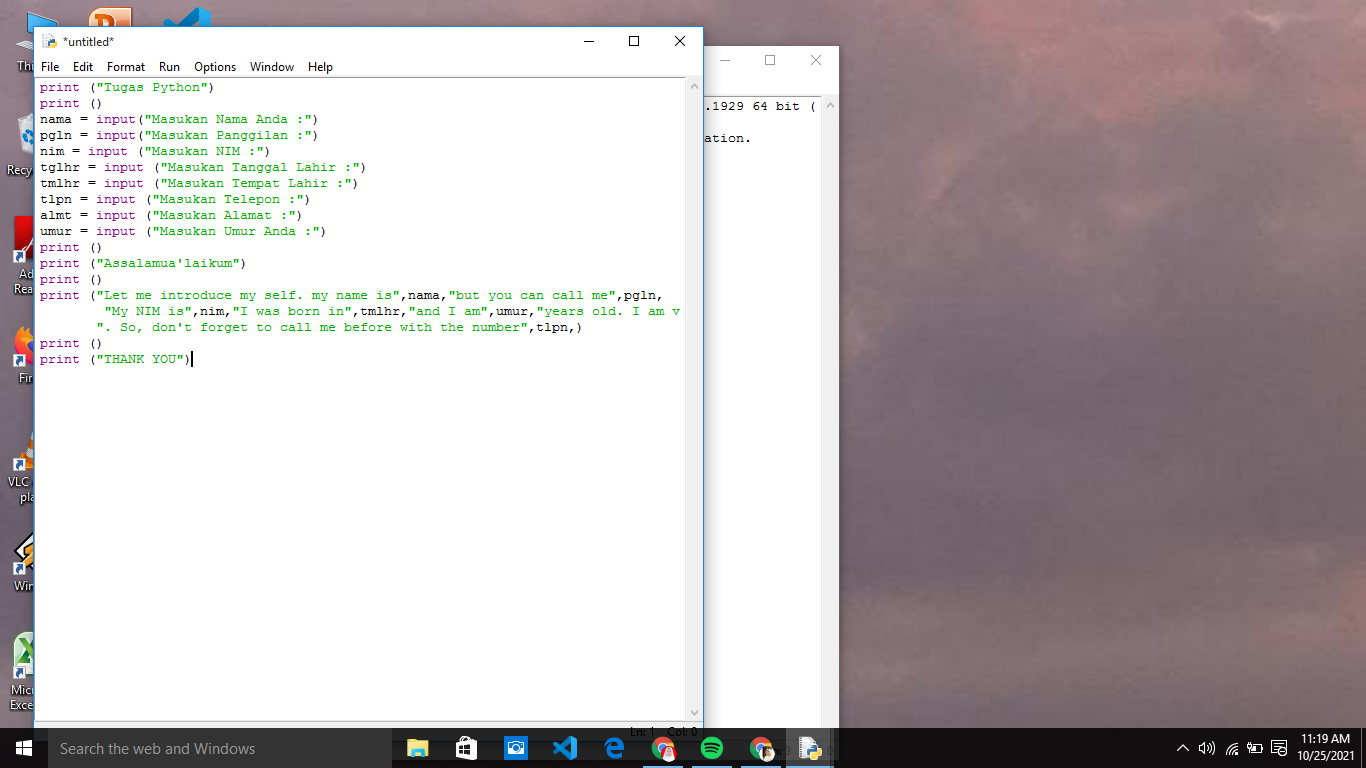 *untitled*
File Edit Format Run Options Window Help
print ("Tugas Python")
print ()
nama = input("Masukan Nama Anda :")
pgln = input("Masukan Panggilan :")
nim = input ("Masukan NIM :")
tglhr = input ("Masukan Tanggal Lahir :")
tmlhr = input ("Masukan Tempat Lahir :")
tlpn = input ("Masukan Telepon :")
almt = input ("Masukan Alamat :")
umur = input ("Masukan Umur Anda :")
print ()
print ("Assalamua'laikum")
print ()
print ("Let me introduce my self. my name is",nama,"but you can call me",pgln,
"My NIM is",nim,"I was born in",tmlhr,"and I am",umur,"years old. I am v
". So, don't forget to call me before with the number",tlpn,)
print ()
print ("THANK YOU")
Ln: 1 Col: 0
.1929 64 bit (
ation.
Thi
Recyc
Ad
Rea
Fir
VLC
pla
Win
Micr
Exce
Search the web and Windows
11:19 AM
10/25/2021